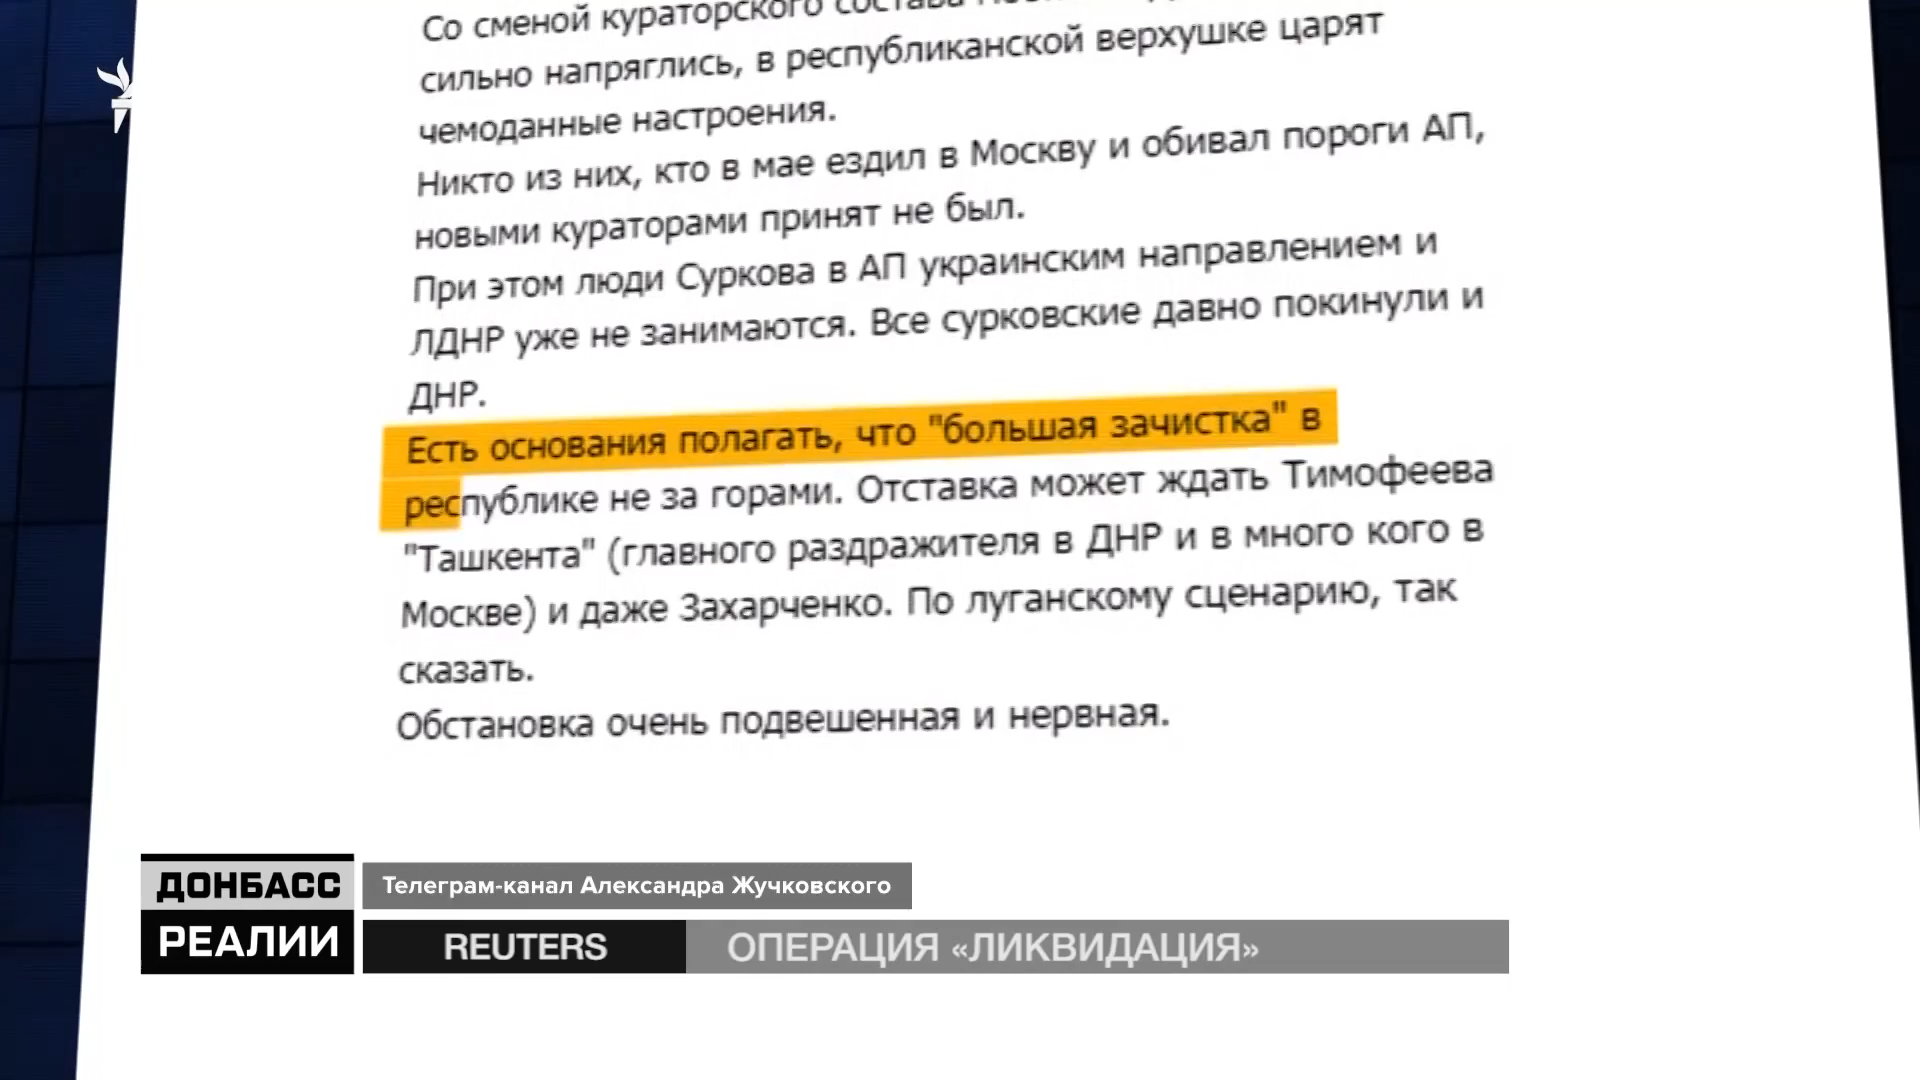 Со сменой кураторского состава
сильно напряглись, в республиканской верхушке царят
чемоданные настроения.
Никто из них, кто в мае ездил в Москву и обивал пороги АП,
новыми кураторами принят не был.
При этом люди Суркова в АП украинским направлением и
ЛДНР уже не занимаются. Все сурковские давно покинули и
ДНР.
Есть основания полагать, что "большая зачистка" в
республике не за горами. Отставка может ждать Тимофеева
"Ташкента" (главного раздражителя в ДНР и в много кого в
Москве) и даже Захарченко. По луганскому сценарию, так
сказать.
Обстановка очень подвешенная и нервная.
ДОНБАСС
РЕАЛИИ
Телеграм-канал Александра Жучковского
REUTERS
ОПЕРАЦИЯ «ЛИКВИДАЦИЯ»